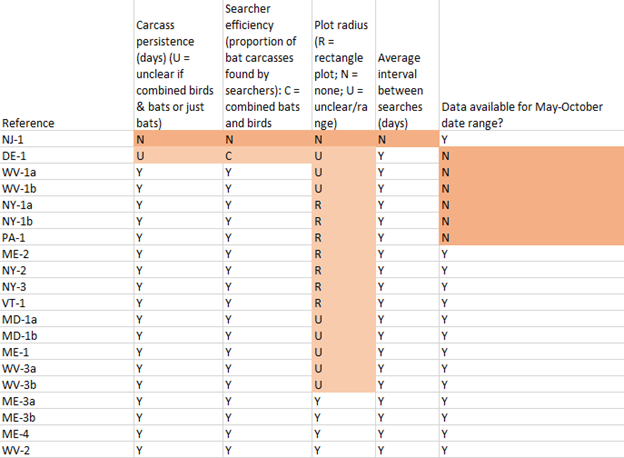 Reference	Carcass persistence (days) (U = unclear if combined birds & bats or just bats)	Searcher efficiency (proportion of bat carcasses found by searchers): C = combined bats and birds	Plot radius (R = rectangle plot; N = none; U = unclear/range)	Average interval between searches (days)	Data available for May-October date range?
NJ-1	N	N	N	N	Y
DE-1	U	C	U	Y	N
WV-1a	Y	Y	U	Y	N
WV-1b	Y	Y	U	Y	N
NY-1a	Y	Y	R	Y	N
NY-1b	Y	Y	R	Y	N
PA-1	Y	Y	R	Y	N
ME-2	Y	Y	R	Y	Y
NY-2	Y	Y	R	Y	Y
NY-3	Y	Y	R	Y	Y
VT-1	Y	Y	R	Y	Y
MD-1a	Y	Y	U	Y	Y
MD-1b	Y	Y	U	Y	Y
ME-1	Y	Y	U	Y	Y
WV-3a	Y	Y	U	Y	Y
WV-3b	Y	Y	U	Y	Y
ME-3a	Y	Y	Y	Y	Y
ME-3b	Y	Y	Y	Y	Y
ME-4	Y	Y	Y	Y	Y
WV-2	Y	Y	Y	Y	Y